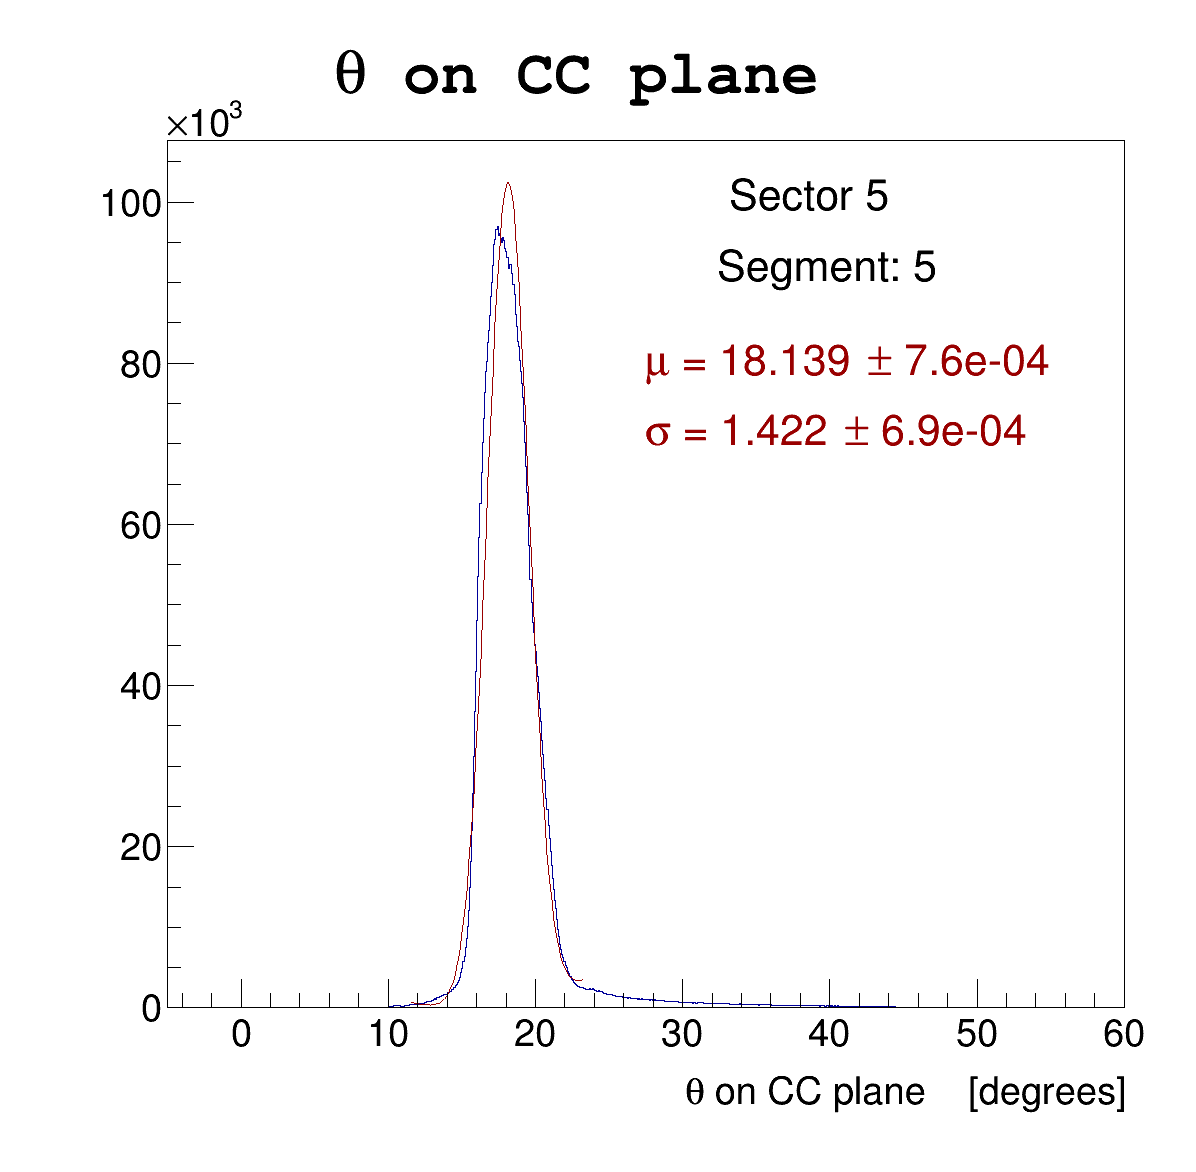 θ on CC plane
×10³
Sector 5
Segment: 5
μ = 18.139 ± 7.6e-04
σ = 1.422 ± 6.9e-04
100
80
60
40
20
0
0 10 20 30 40 50 60
θ on CC plane [degrees]